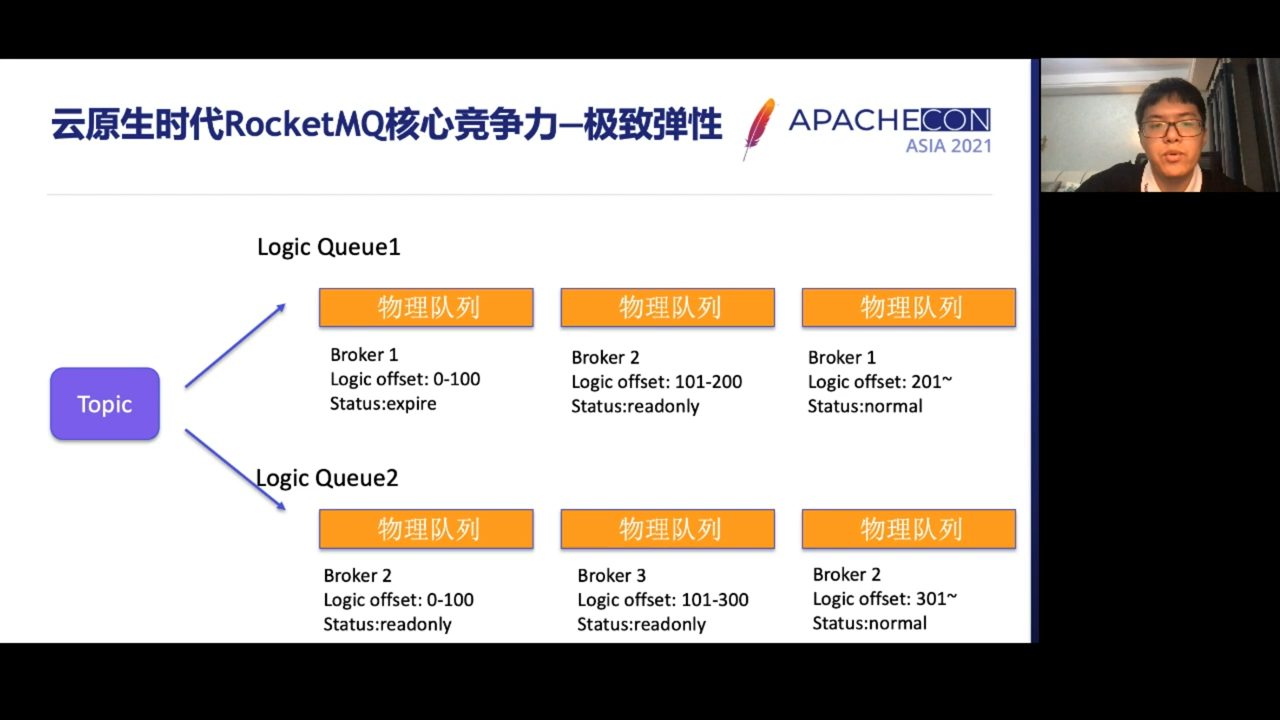 云原生时代RocketMQ核心竞争力—极致弹性
APACHECON
ASIA 2021
Logic Queue1
物理队列
物理队列
物理队列
Broker 1
Logic offset: 0-100
Status:expire
Broker 2
Logic offset: 101-200
Status:readonly
Broker 1
Logic offset: 201~
Status:normal
Topic
Logic Queue2
物理队列
物理队列
物理队列
Broker 2
Logic offset: 0-100
Status:readonly
Broker 3
Logic offset: 101-300
Status:readonly
Broker 2
Logic offset: 301~
Status:normal